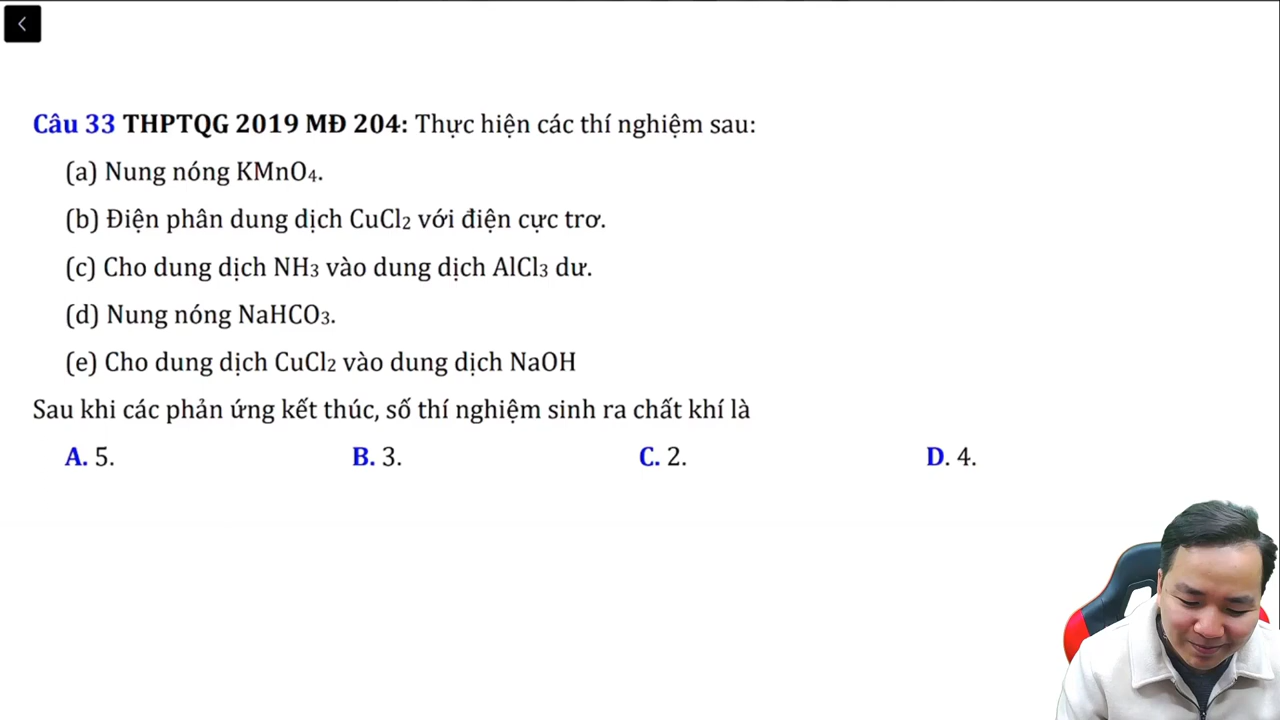 Câu 33 THPTQG 2019 MĐ 204: Thực hiện các thí nghiệm sau:
(a) Nung nóng KMnO₄.
(b) Điện phân dung dịch CuCl₂ với điện cực trơ.
(c) Cho dung dịch NH₃ vào dung dịch AlCl₃ dư.
(d) Nung nóng NaHCO₃.
(e) Cho dung dịch CuCl₂ vào dung dịch NaOH
Sau khi các phản ứng kết thúc, số thí nghiệm sinh ra chất khí là
A. 5. B. 3. C. 2. D. 4.